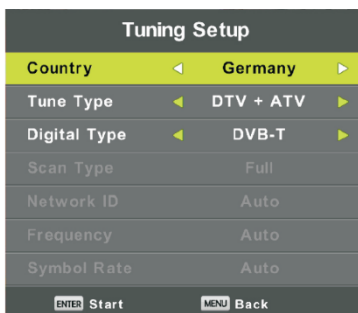 Tuning Setup
Country Germany
Tune Type DTV + ATV
Digital Type DVB-T
Scan Type Full
Network ID Auto
Frequency Auto
Symbol Rate Auto
ENTER Start MENU Back